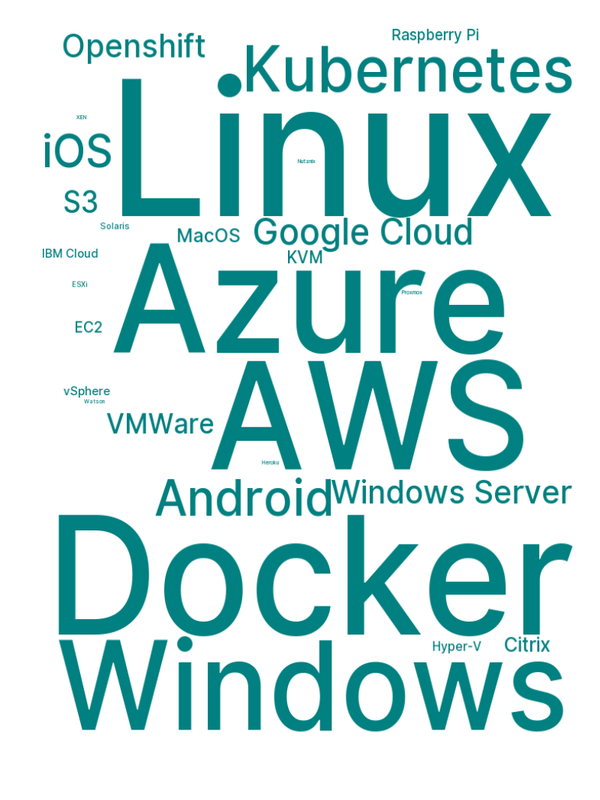 Raspberry Pi
Openshift
Kubernetes
Linux
XEN
iOS
Netapp
S3
Solaris
MacOS
Google Cloud
IBM Cloud
KVM
ESXi
Proxmox
Azure
EC2
AWS
vSphere
Watson
VMWare
Heroku
Android
Windows Server
Docker
Hyper-V
Citrix
Windows